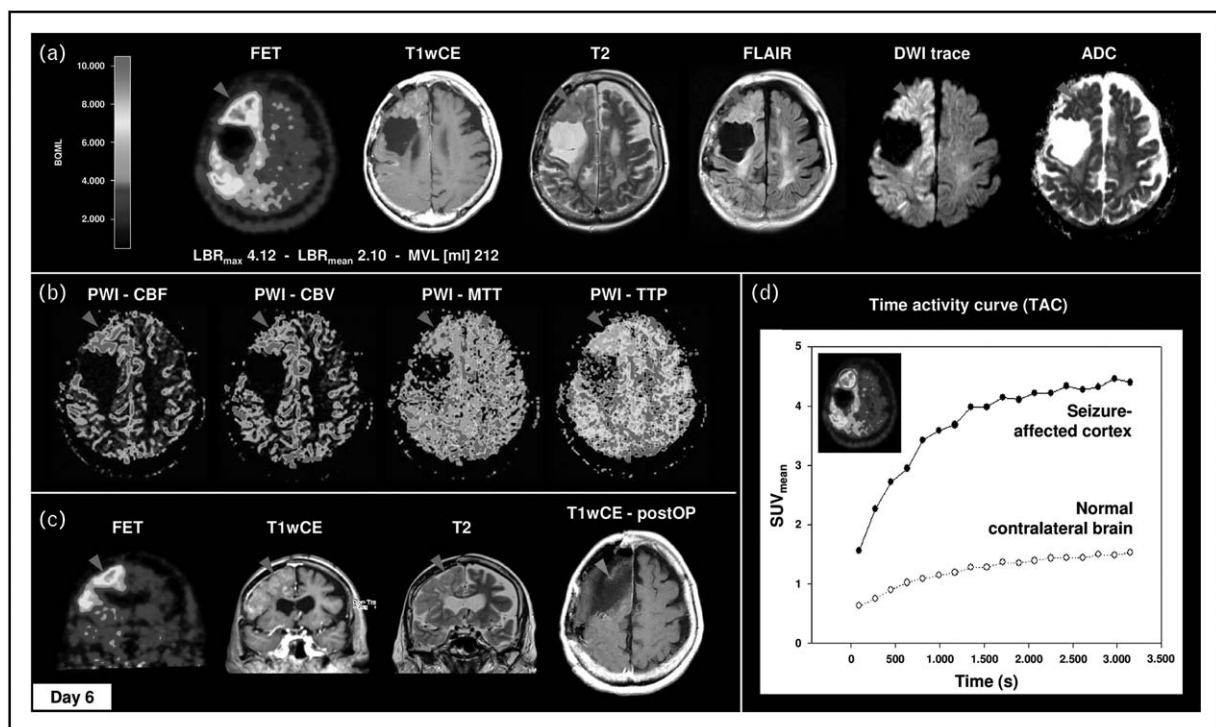 (a)
FET
T1wCE
T2
FLAIR
DWI trace
ADC
10.000
8.000
6.000
4.000
2.000
BQML
LBRmax 4.12 - LBRmean 2.10 - MVL [ml] 212
(b)
PWI - CBF
PWI - CBV
PWI - MTT
PWI - TTP
(c)
FET
T1wCE
T2
T1wCE - postOP
Day 6
(d)
Time activity curve (TAC)
5
4
3
2
1
0
SUVmean
Seizure-
affected cortex
Normal
contralateral brain
0
500
1.000
1.500
2.000
2.500
3.000
3.500
Time (s)